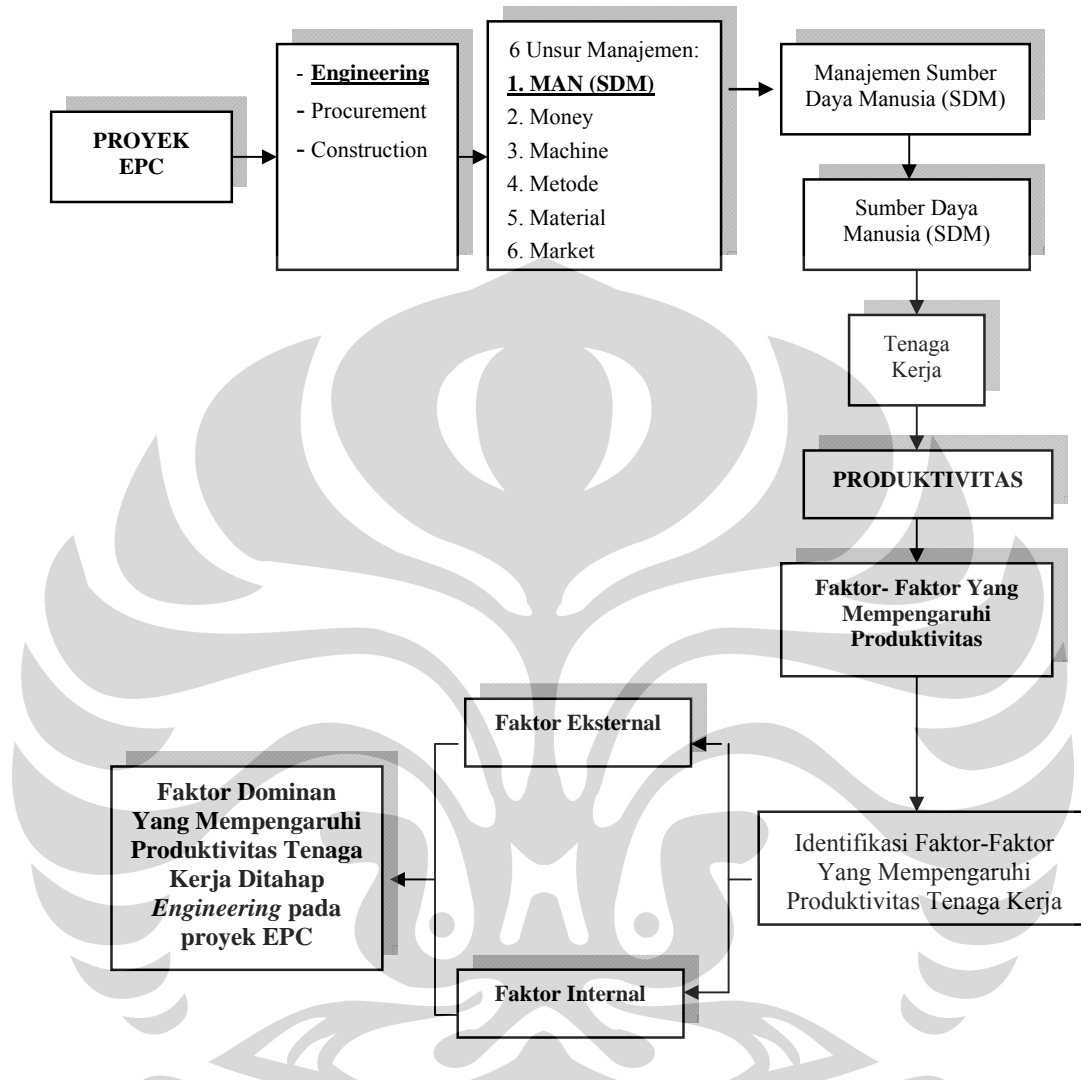 PROYEK
EPC
- Engineering
- Procurement
- Construction
6 Unsur Manajemen:
1. MAN (SDM)
2. Money
3. Machine
4. Metode
5. Material
6. Market
Manajemen Sumber
Daya Manusia (SDM)
Sumber Daya
Manusia (SDM)
Tenaga
Kerja
PRODUKTIVITAS
Faktor- Faktor Yang
Mempengaruhi
Produktivitas
Identifikasi Faktor-Faktor
Yang Mempengaruhi
Produktivitas Tenaga Kerja
Faktor Eksternal
Faktor Internal
Faktor Dominan
Yang Mempengaruhi
Produktivitas Tenaga
Kerja Ditahap
Engineering pada
proyek EPC